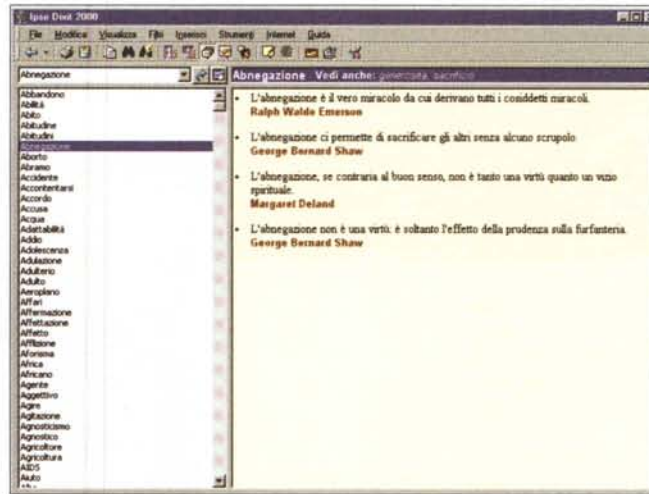 Ipse Dixit 2000
File Modifica Visualizza Filtri Inserisci Strumenti Internet Guida
Abnegazione
Abbandono
Abilità
Abito
Abitudine
Abitudini
Abnegazione
Aborto
Abramo
Accidente
Accontentarsi
Accordo
Accusa
Acqua
Adattabilità
Addio
Adolescenza
Adulazione
Adulterio
Adulto
Aeroplano
Affari
Affermazione
Affettazione
Affetto
Afflizione
Aforisma
Africa
Africano
Agente
Aggettivo
Agire
Agitazione
Agnosticismo
Agnostico
Agricoltore
Agricoltura
AIDS
Aiuto
Abnegazione Vedi anche: generosità, sacrificio
• L'abnegazione è il vero miracolo da cui derivano tutti i cosiddetti miracoli.
Ralph Waldo Emerson
• L'abnegazione ci permette di sacrificare gli altri senza alcuno scrupolo.
George Bernard Shaw
• L'abnegazione, se contraria al buon senso, non è tanto una virtù quanto un vizio
spirituale.
Margaret Deland
• L'abnegazione non è una virtù: è soltanto l'effetto della prudenza sulla furfanteria.
George Bernard Shaw